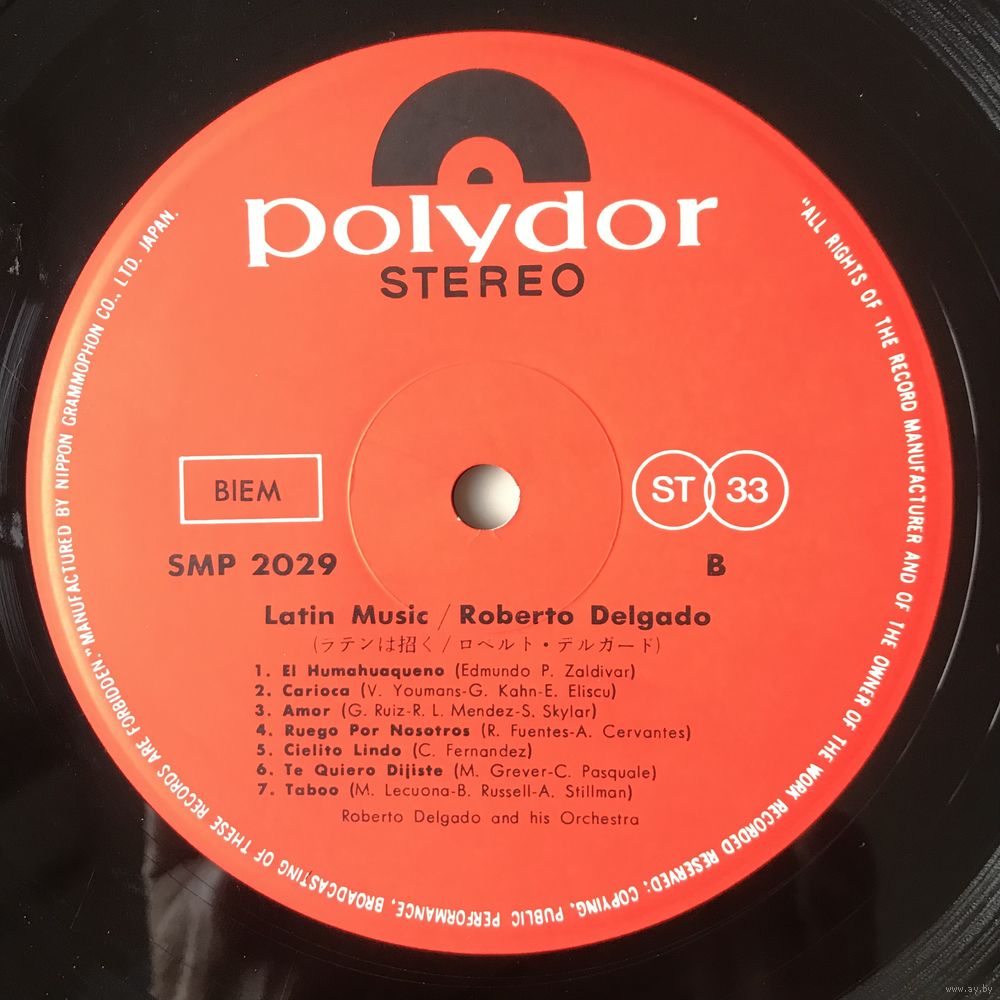 polydor
STEREO
BIEM
ST 33
SMP 2029
B
Latin Music / Roberto Delgado
(ラテンは招く/ロベルト・デルガード)
1. El Humahuaqueno (Edmundo P. Zaldivar)
2. Carioca (V. Youmans-G. Kahn-E. Eliscu)
3. Amor (G. Ruiz-R. L. Mendez-S. Skylar)
4. Ruego Por Nosotros (R. Fuentes-A. Cervantes)
5. Cielito Lindo (C. Fernandez)
6. Te Quiero Dijiste (M. Grever-C. Pasquale)
7. Taboo (M. Lecuona-B. Russell-A. Stillman)
Roberto Delgado and his Orchestra
"ALL RIGHTS OF THE RECORD MANUFACTURER AND OF THE OWNER OF THE WORK RECORDED RESERVED: COPYING, PUBLIC PERFORMANCE, BROADCASTING OF THESE RECORDS ARE FORBIDDEN." MANUFACTURED BY NIPPON GRAMMOPHON CO., LTD. JAPAN.
www.ay.by